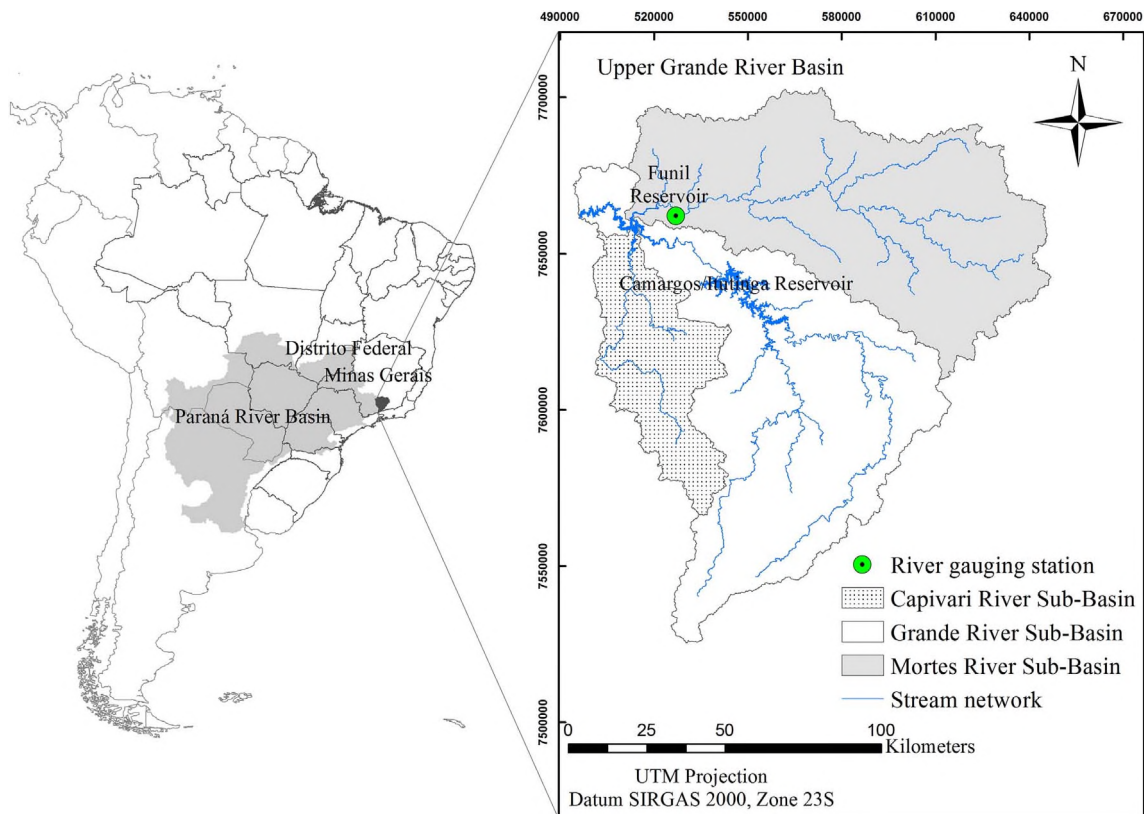 490000 520000 550000 580000 610000 640000 670000
Upper Grande River Basin
N
7700000
Funil
Reservoir
7650000
Camargos/Itutinga Reservoir
Distrito Federal
Minas Gerais
Paraná River Basin
7600000
7550000
River gauging station
Capivari River Sub-Basin
Grande River Sub-Basin
Mortes River Sub-Basin
Stream network
7500000
0 25 50 100
Kilometers
UTM Projection
Datum SIRGAS 2000, Zone 23S